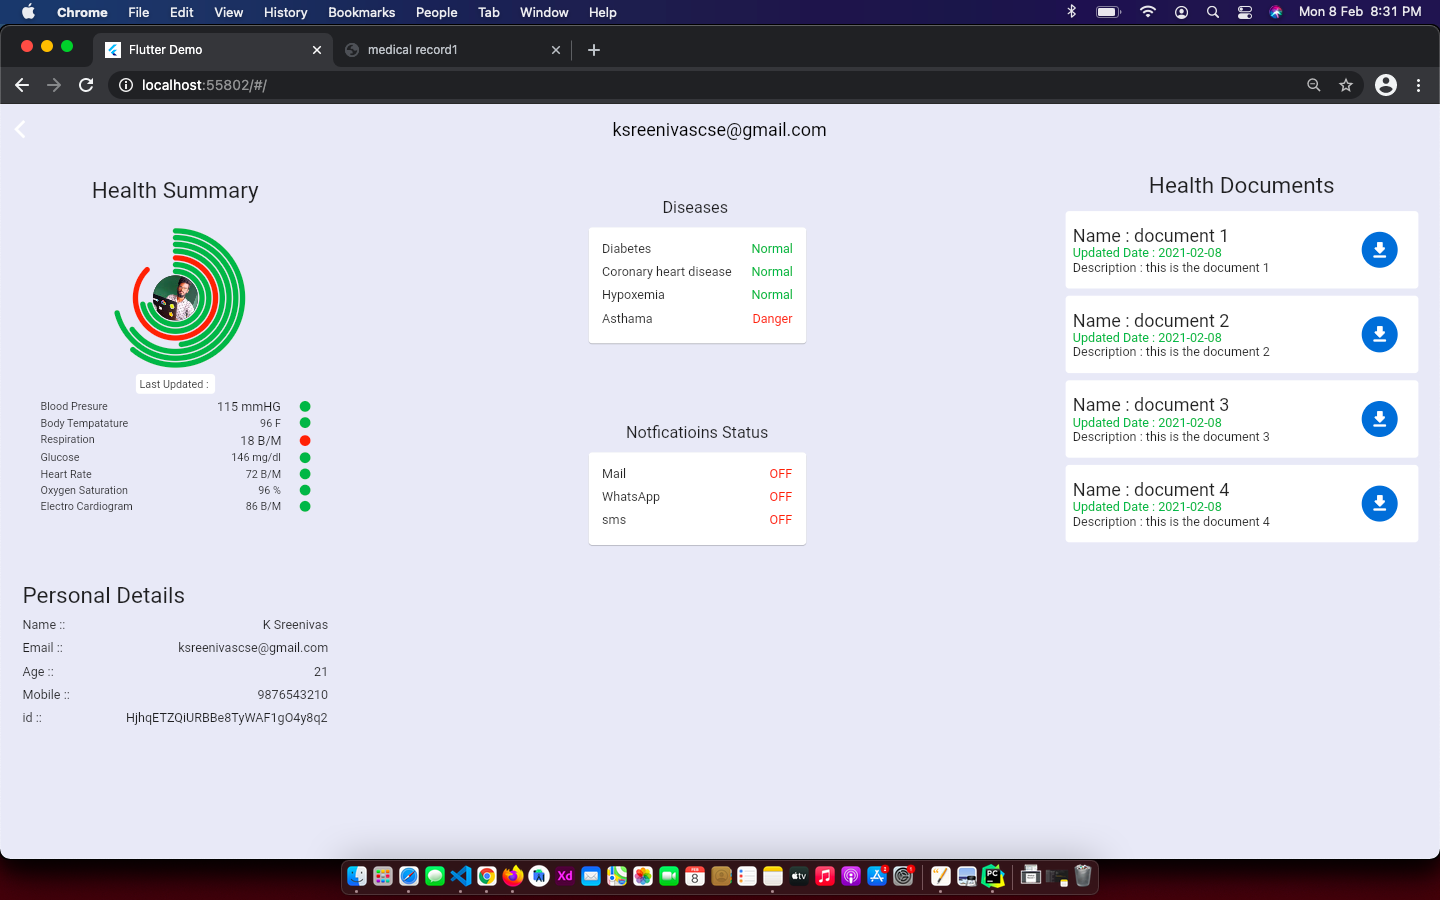 Chrome File Edit View History Bookmarks People Tab Window Help Mon 8 Feb 8:31 PM
Flutter Demo medical record1
localhost:55802/#/
ksreenivascse@gmail.com
Health Summary
Last Updated :
Blood Presure 115 mmHG
Body Tempatature 96 F
Respiration 18 B/M
Glucose 146 mg/dl
Heart Rate 72 B/M
Oxygen Saturation 96 %
Electro Cardiogram 86 B/M
Personal Details
Name :: K Sreenivas
Email :: ksreenivascse@gmail.com
Age :: 21
Mobile :: 9876543210
id :: HjhqETZQiURBBe8TyWAF1gO4y8q2
Diseases
Diabetes Normal
Coronary heart disease Normal
Hypoxemia Normal
Asthama Danger
Notficatioins Status
Mail OFF
WhatsApp OFF
sms OFF
Health Documents
Name : document 1
Updated Date : 2021-02-08
Description : this is the document 1
Name : document 2
Updated Date : 2021-02-08
Description : this is the document 2
Name : document 3
Updated Date : 2021-02-08
Description : this is the document 3
Name : document 4
Updated Date : 2021-02-08
Description : this is the document 4
Xd FEB 8 tv PC